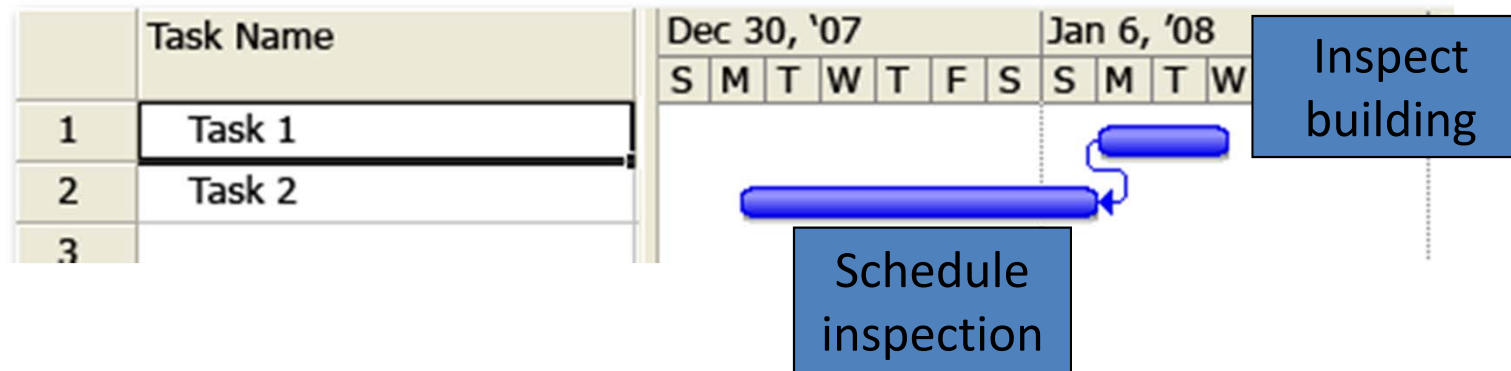 Task Name
Dec 30, ‘07
Jan 6, ’08
S M T W T F S S M T W
Inspect
building
1 Task 1
2 Task 2
3
Schedule
inspection